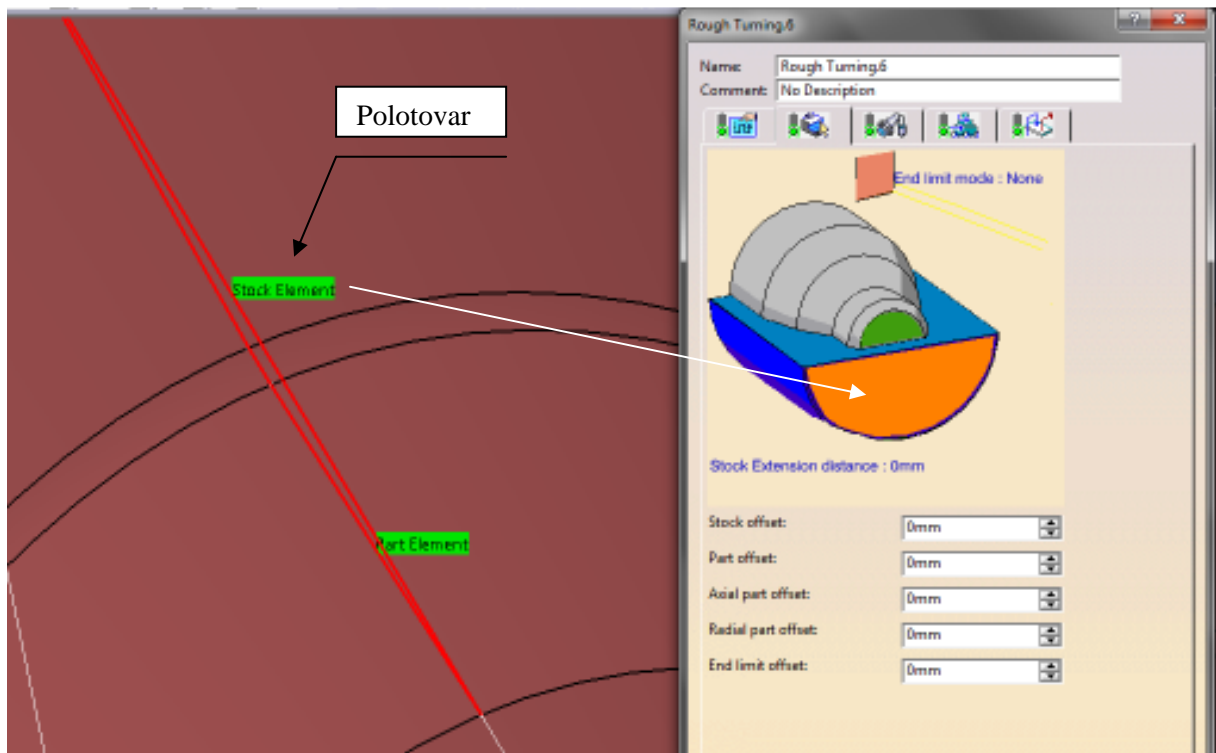 Polotovar
Stock Element
Part Element
Rough Turning.6
Name: Rough Turning.6
Comment: No Description
End limit mode : None
Stock Extension distance : 0mm
Stock offset: 0mm
Part offset: 0mm
Axial part offset: 0mm
Radial part offset: 0mm
End limit offset: 0mm